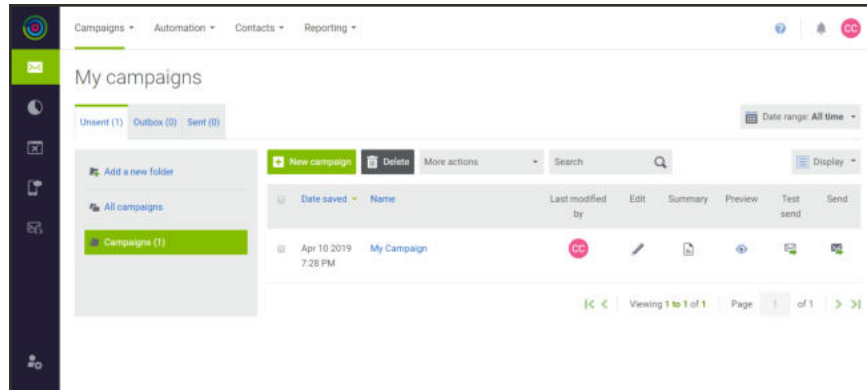 Campaigns Automation Contacts Reporting
CC
My campaigns
Unsent (1) Outbox (0) Sent (0)
Date range: All time
Add a new folder
All campaigns
Campaigns (1)
New campaign Delete More actions Search Display
Date saved Name Last modified by Edit Summary Preview Test send Send
Apr 10 2019 7:28 PM My Campaign CC
Viewing 1 to 1 of 1 Page 1 of 1